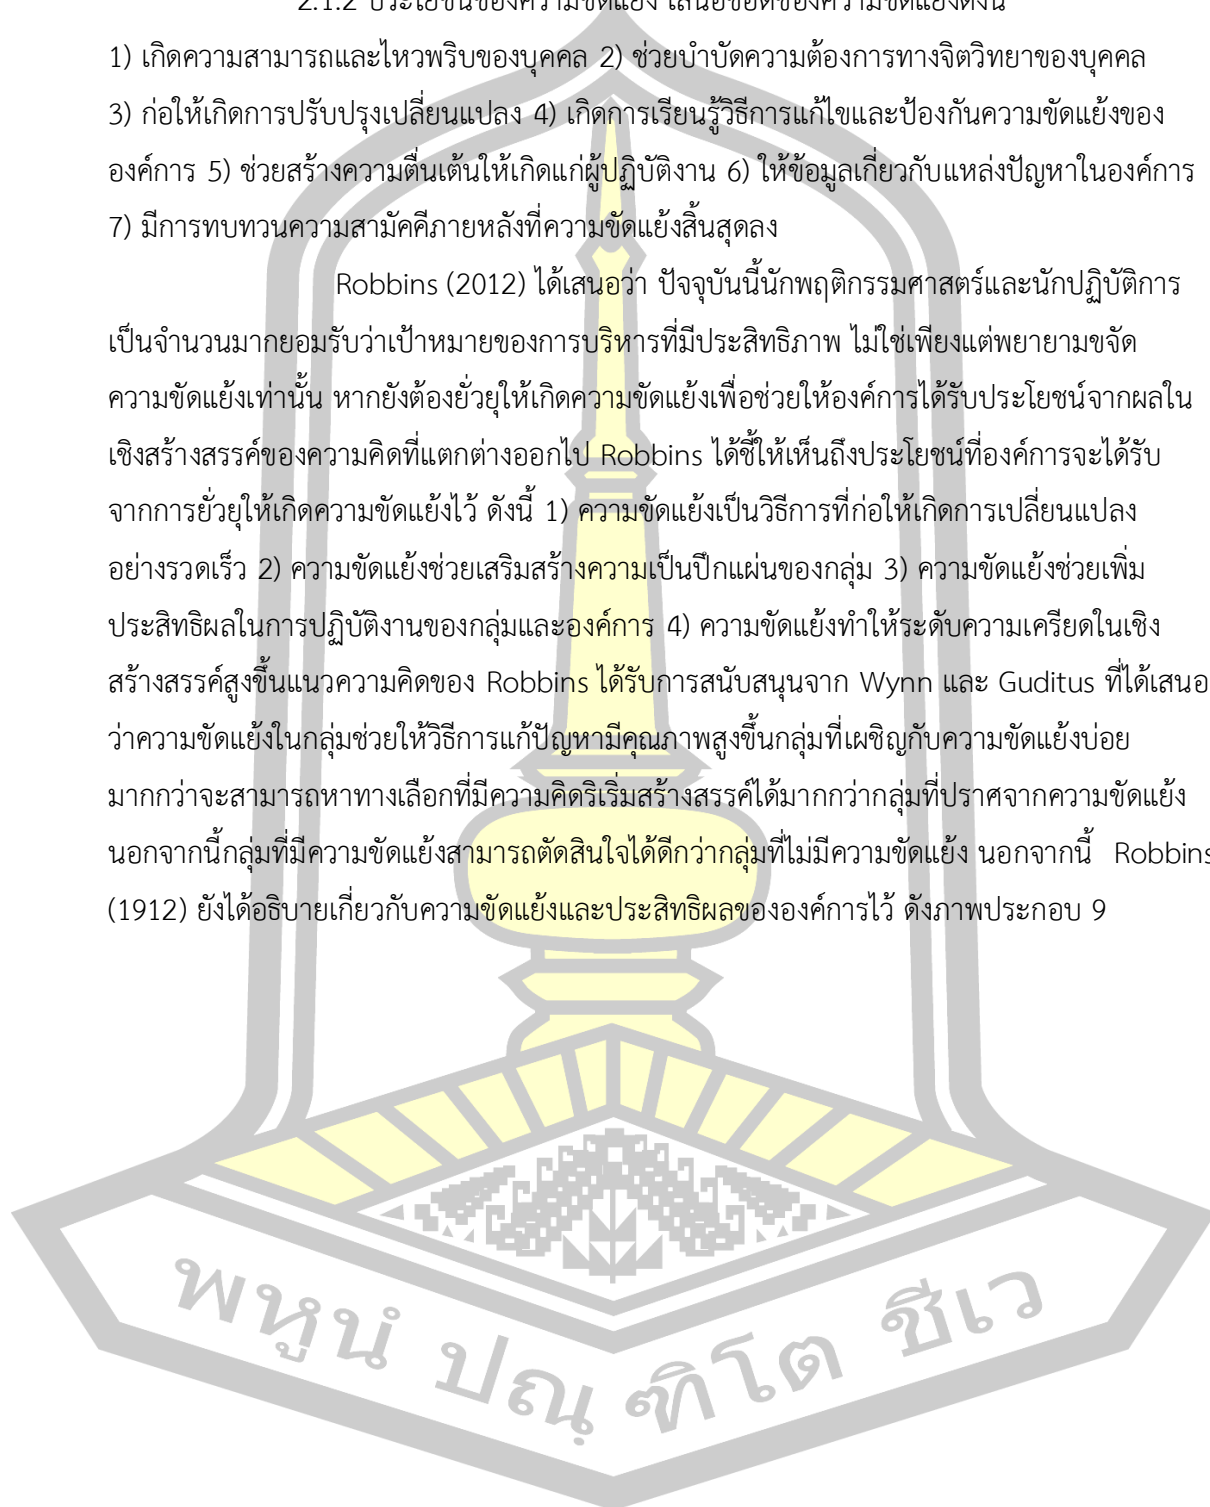 2.1.2 ประโยชน์ของความขัดแย้ง เสนอข้อดีของความขัดแย้งดังนี้
1) เกิดความสามารถและไหวพริบของบุคคล 2) ช่วยบำบัดความต้องการทางจิตวิทยาของบุคคล
3) ก่อให้เกิดการปรับปรุงเปลี่ยนแปลง 4) เกิดการเรียนรู้วิธีการแก้ไขและป้องกันความขัดแย้งของ
องค์การ 5) ช่วยสร้างความตื่นเต้นให้เกิดแก่ผู้ปฏิบัติงาน 6) ให้ข้อมูลเกี่ยวกับแหล่งปัญหาในองค์การ
7) มีการทบทวนความสามัคคีภายหลังที่ความขัดแย้งสิ้นสุดลง
Robbins (2012) ได้เสนอว่า ปัจจุบันนี้นักพฤติกรรมศาสตร์และนักปฏิบัติการ
เป็นจำนวนมากยอมรับว่าเป้าหมายของการบริหารที่มีประสิทธิภาพ ไม่ใช่เพียงแต่พยายามขจัด
ความขัดแย้งเท่านั้น หากยังต้องยั่วยุให้เกิดความขัดแย้งเพื่อช่วยให้องค์การได้รับประโยชน์จากผลใน
เชิงสร้างสรรค์ของความคิดที่แตกต่างออกไป Robbins ได้ชี้ให้เห็นถึงประโยชน์ที่องค์การจะได้รับ
จากการยั่วยุให้เกิดความขัดแย้งไว้ ดังนี้ 1) ความขัดแย้งเป็นวิธีการที่ก่อให้เกิดการเปลี่ยนแปลง
อย่างรวดเร็ว 2) ความขัดแย้งช่วยเสริมสร้างความเป็นปึกแผ่นของกลุ่ม 3) ความขัดแย้งช่วยเพิ่ม
ประสิทธิผลในการปฏิบัติงานของกลุ่มและองค์การ 4) ความขัดแย้งทำให้ระดับความเครียดในเชิง
สร้างสรรค์สูงขึ้นแนวความคิดของ Robbins ได้รับการสนับสนุนจาก Wynn และ Guditus ที่ได้เสนอ
ว่าความขัดแย้งในกลุ่มช่วยให้วิธีการแก้ปัญหามีคุณภาพสูงขึ้นกลุ่มที่เผชิญกับความขัดแย้งบ่อย
มากกว่าจะสามารถหาทางเลือกที่มีความคิดริเริ่มสร้างสรรค์ได้มากกว่ากลุ่มที่ปราศจากความขัดแย้ง
นอกจากนี้กลุ่มที่มีความขัดแย้งสามารถตัดสินใจได้ดีกว่ากลุ่มที่ไม่มีความขัดแย้ง นอกจากนี้ Robbins
(1912) ยังได้อธิบายเกี่ยวกับความขัดแย้งและประสิทธิผลขององค์การไว้ ดังภาพประกอบ 9
พหูนํ ปณฺฑิโต ชีเว